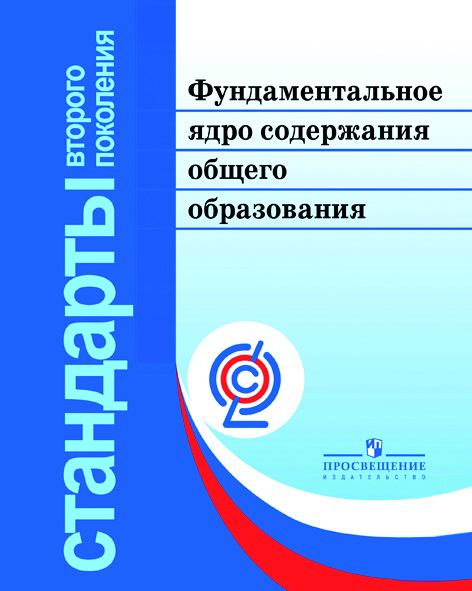 стандарты
второго
поколения
Фундаментальное
ядро содержания
общего
образования
С
ПРОСВЕЩЕНИЕ
ИЗДАТЕЛЬСТВО